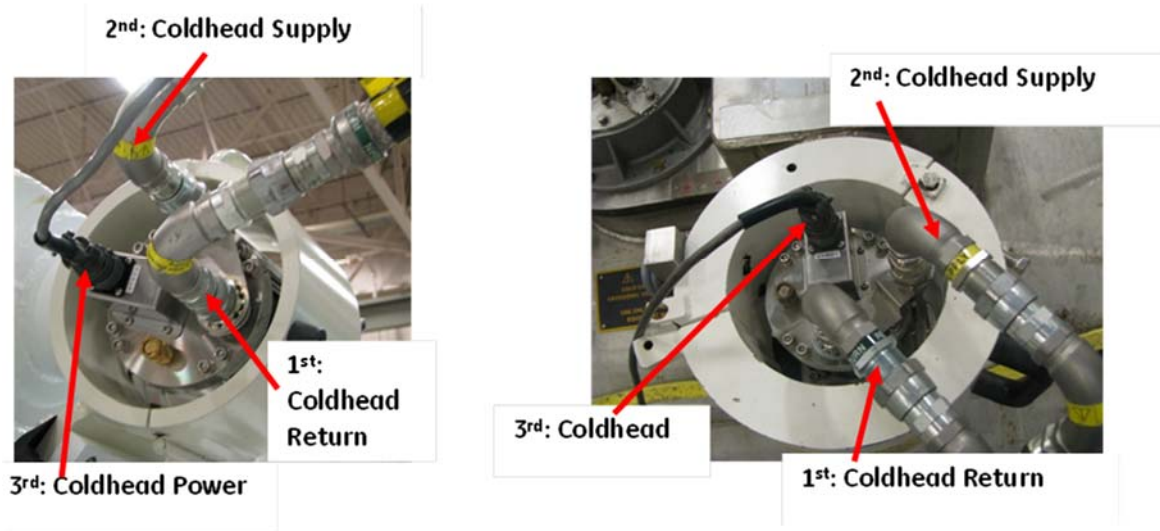 2nd: Coldhead Supply
2nd: Coldhead Supply
1st:
Coldhead
Return
3rd: Coldhead
3rd: Coldhead Power
1st: Coldhead Return